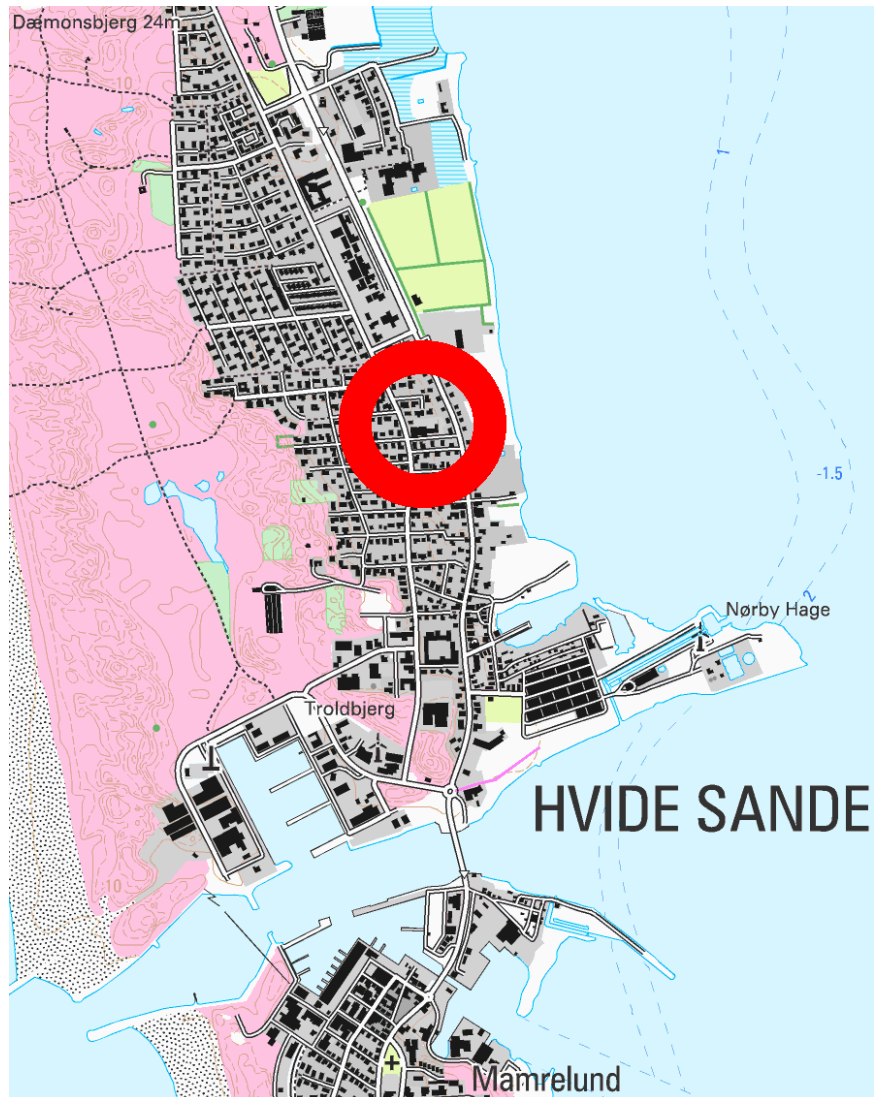 Dæmonsbjerg 24m
10
1
-1.5
2
Nørby Hage
Troldbjerg
HVIDE SANDE
10
Mamrelund